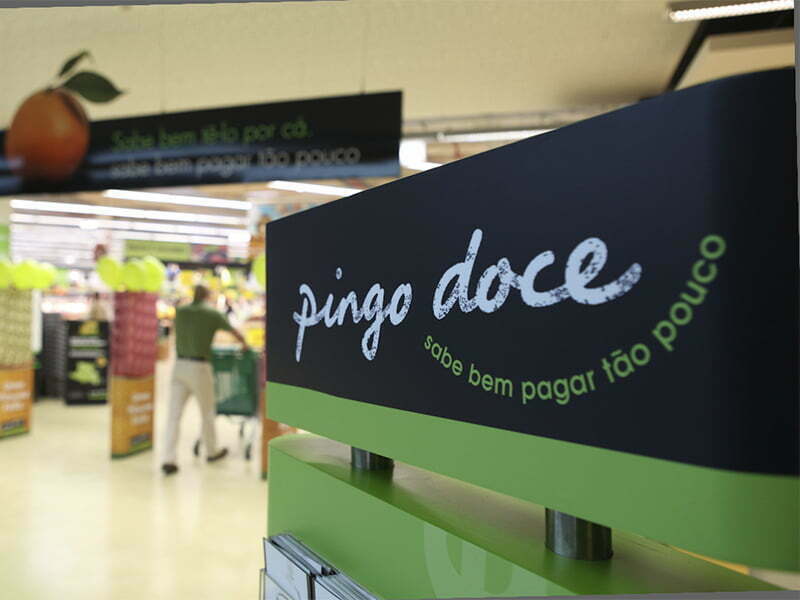 Sabe bem tê-lo por cá.
sabe bem pagar tão pouco
pingo doce
sabe bem pagar tão pouco